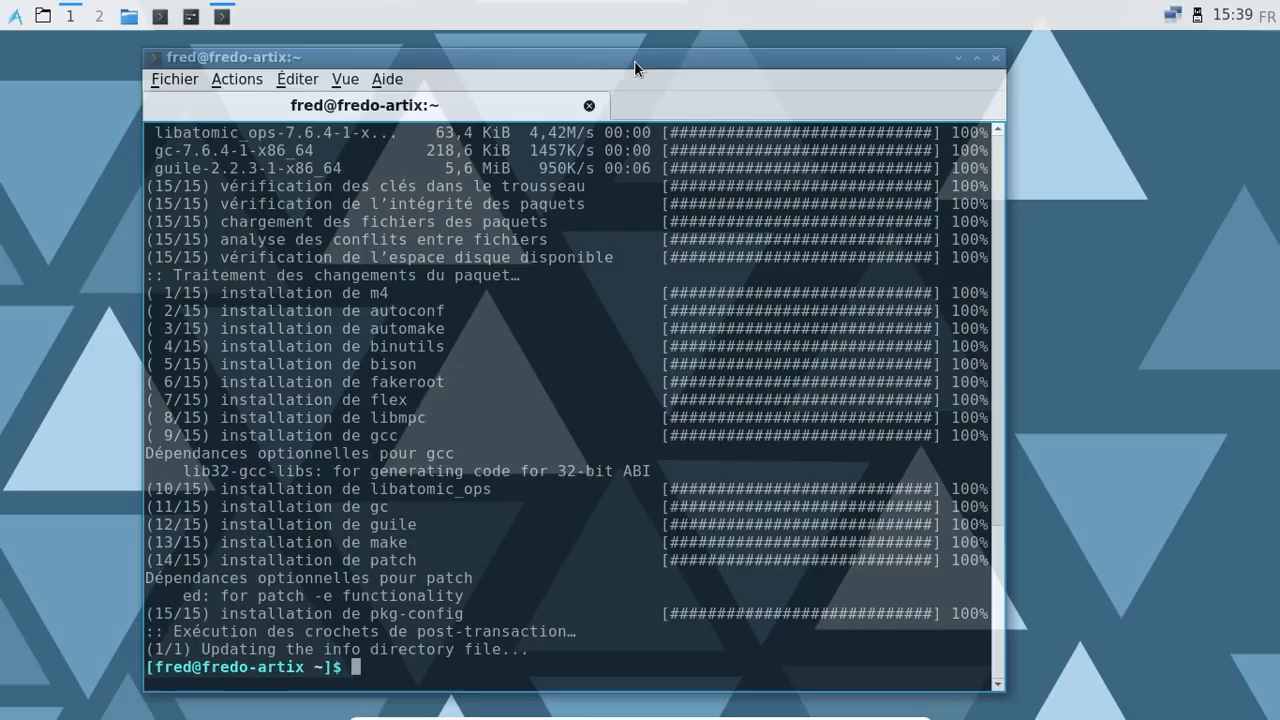 1 2 15:39 FR
fred@fredo-artix:~
Fichier Actions Éditer Vue Aide
fred@fredo-artix:~
libatomic_ops-7.6.4-1-x... 63,4 KiB 4,42M/s 00:00 [############################] 100%
gc-7.6.4-1-x86_64 218,6 KiB 1457K/s 00:00 [############################] 100%
guile-2.2.3-1-x86_64 5,6 MiB 950K/s 00:06 [############################] 100%
(15/15) vérification des clés dans le trousseau [############################] 100%
(15/15) vérification de l’intégrité des paquets [############################] 100%
(15/15) chargement des fichiers des paquets [############################] 100%
(15/15) analyse des conflits entre fichiers [############################] 100%
(15/15) vérification de l’espace disque disponible [############################] 100%
:: Traitement des changements du paquet…
( 1/15) installation de m4 [############################] 100%
( 2/15) installation de autoconf [############################] 100%
( 3/15) installation de automake [############################] 100%
( 4/15) installation de binutils [############################] 100%
( 5/15) installation de bison [############################] 100%
( 6/15) installation de fakeroot [############################] 100%
( 7/15) installation de flex [############################] 100%
( 8/15) installation de libmpc [############################] 100%
( 9/15) installation de gcc [############################] 100%
Dépendances optionnelles pour gcc
lib32-gcc-libs: for generating code for 32-bit ABI
(10/15) installation de libatomic_ops [############################] 100%
(11/15) installation de gc [############################] 100%
(12/15) installation de guile [############################] 100%
(13/15) installation de make [############################] 100%
(14/15) installation de patch [############################] 100%
Dépendances optionnelles pour patch
ed: for patch -e functionality
(15/15) installation de pkg-config [############################] 100%
:: Exécution des crochets de post-transaction…
(1/1) Updating the info directory file...
[fred@fredo-artix ~]$